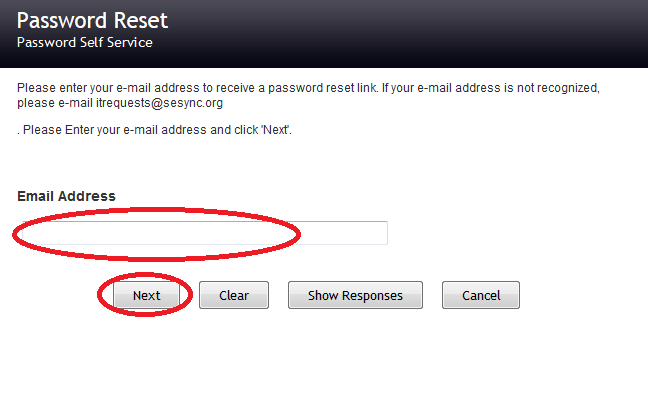 Password Reset
Password Self Service
Please enter your e-mail address to receive a password reset link. If your e-mail address is not recognized,
please e-mail itrequests@sesync.org
. Please Enter your e-mail address and click 'Next'.
Email Address
Next Clear Show Responses Cancel